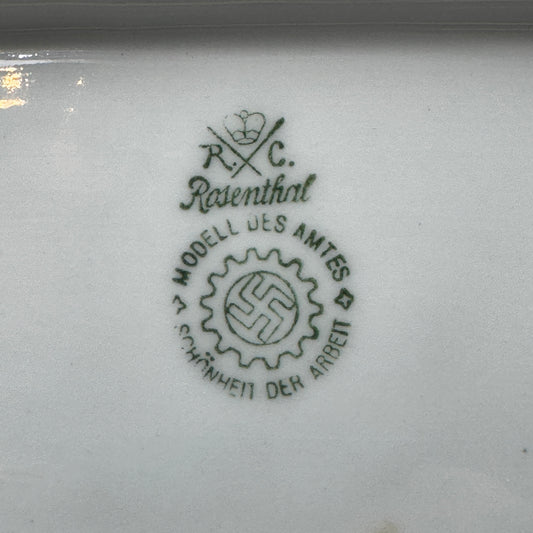 R. C.
Rosenthal
MODELL DES AMTES
SCHÖNHEIT DER ARBEIT